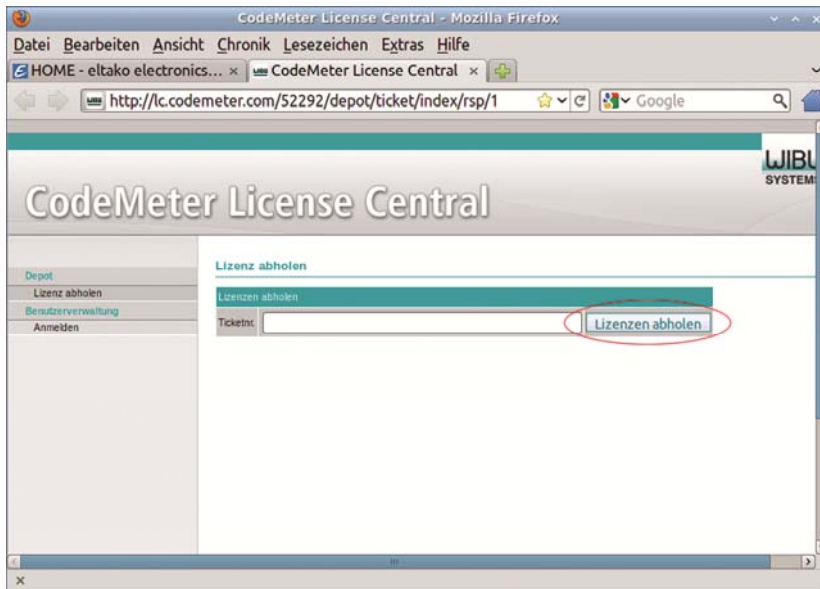 CodeMeter License Central - Mozilla Firefox
Datei Bearbeiten Ansicht Chronik Lesezeichen Extras Hilfe
HOME - eltako electronics... × CodeMeter License Central ×
http://lc.codemeter.com/52292/depot/ticket/index/rsp/1 Google
WIBU
SYSTEMS
CodeMeter License Central
Lizenz abholen
Depot
Lizenz abholen
Benutzerverwaltung
Anmelden
Lizenzen abholen
Ticketnr. Lizenzen abholen
×